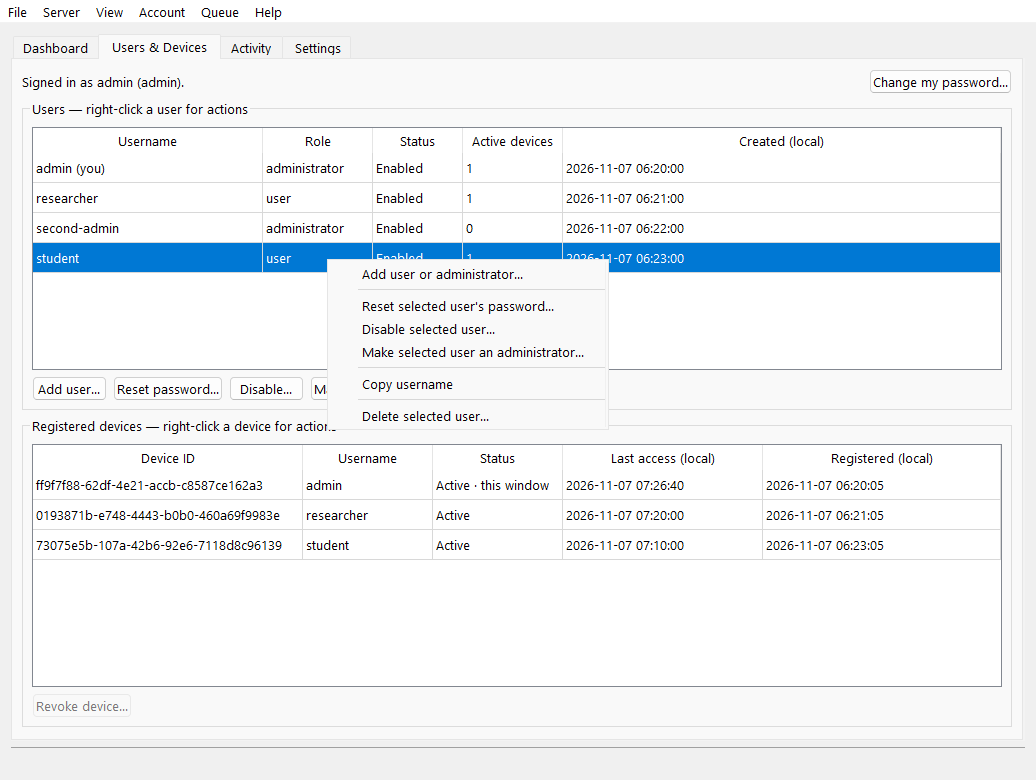 File Server View Account Queue Help
Dashboard Users & Devices Activity Settings
Signed in as admin (admin). Change my password...
Users — right-click a user for actions
Username Role Status Active devices Created (local)
admin (you) administrator Enabled 1 2026-11-07 06:20:00
researcher user Enabled 1 2026-11-07 06:21:00
second-admin administrator Enabled 0 2026-11-07 06:22:00
student user Enabled 1 2026-11-07 06:23:00
Add user or administrator...
Reset selected user's password...
Disable selected user...
Make selected user an administrator...
Copy username
Delete selected user...
Add user... Reset password... Disable...
Registered devices — right-click a device for actions
Device ID Username Status Last access (local) Registered (local)
ff9f7f88-62df-4e21-accb-c8587ce162a3 admin Active · this window 2026-11-07 07:26:40 2026-11-07 06:20:05
0193871b-e748-4443-b0b0-460a69f9983e researcher Active 2026-11-07 07:20:00 2026-11-07 06:21:05
73075e5b-107a-42b6-92e6-7118d8c96139 student Active 2026-11-07 07:10:00 2026-11-07 06:23:05
Revoke device...